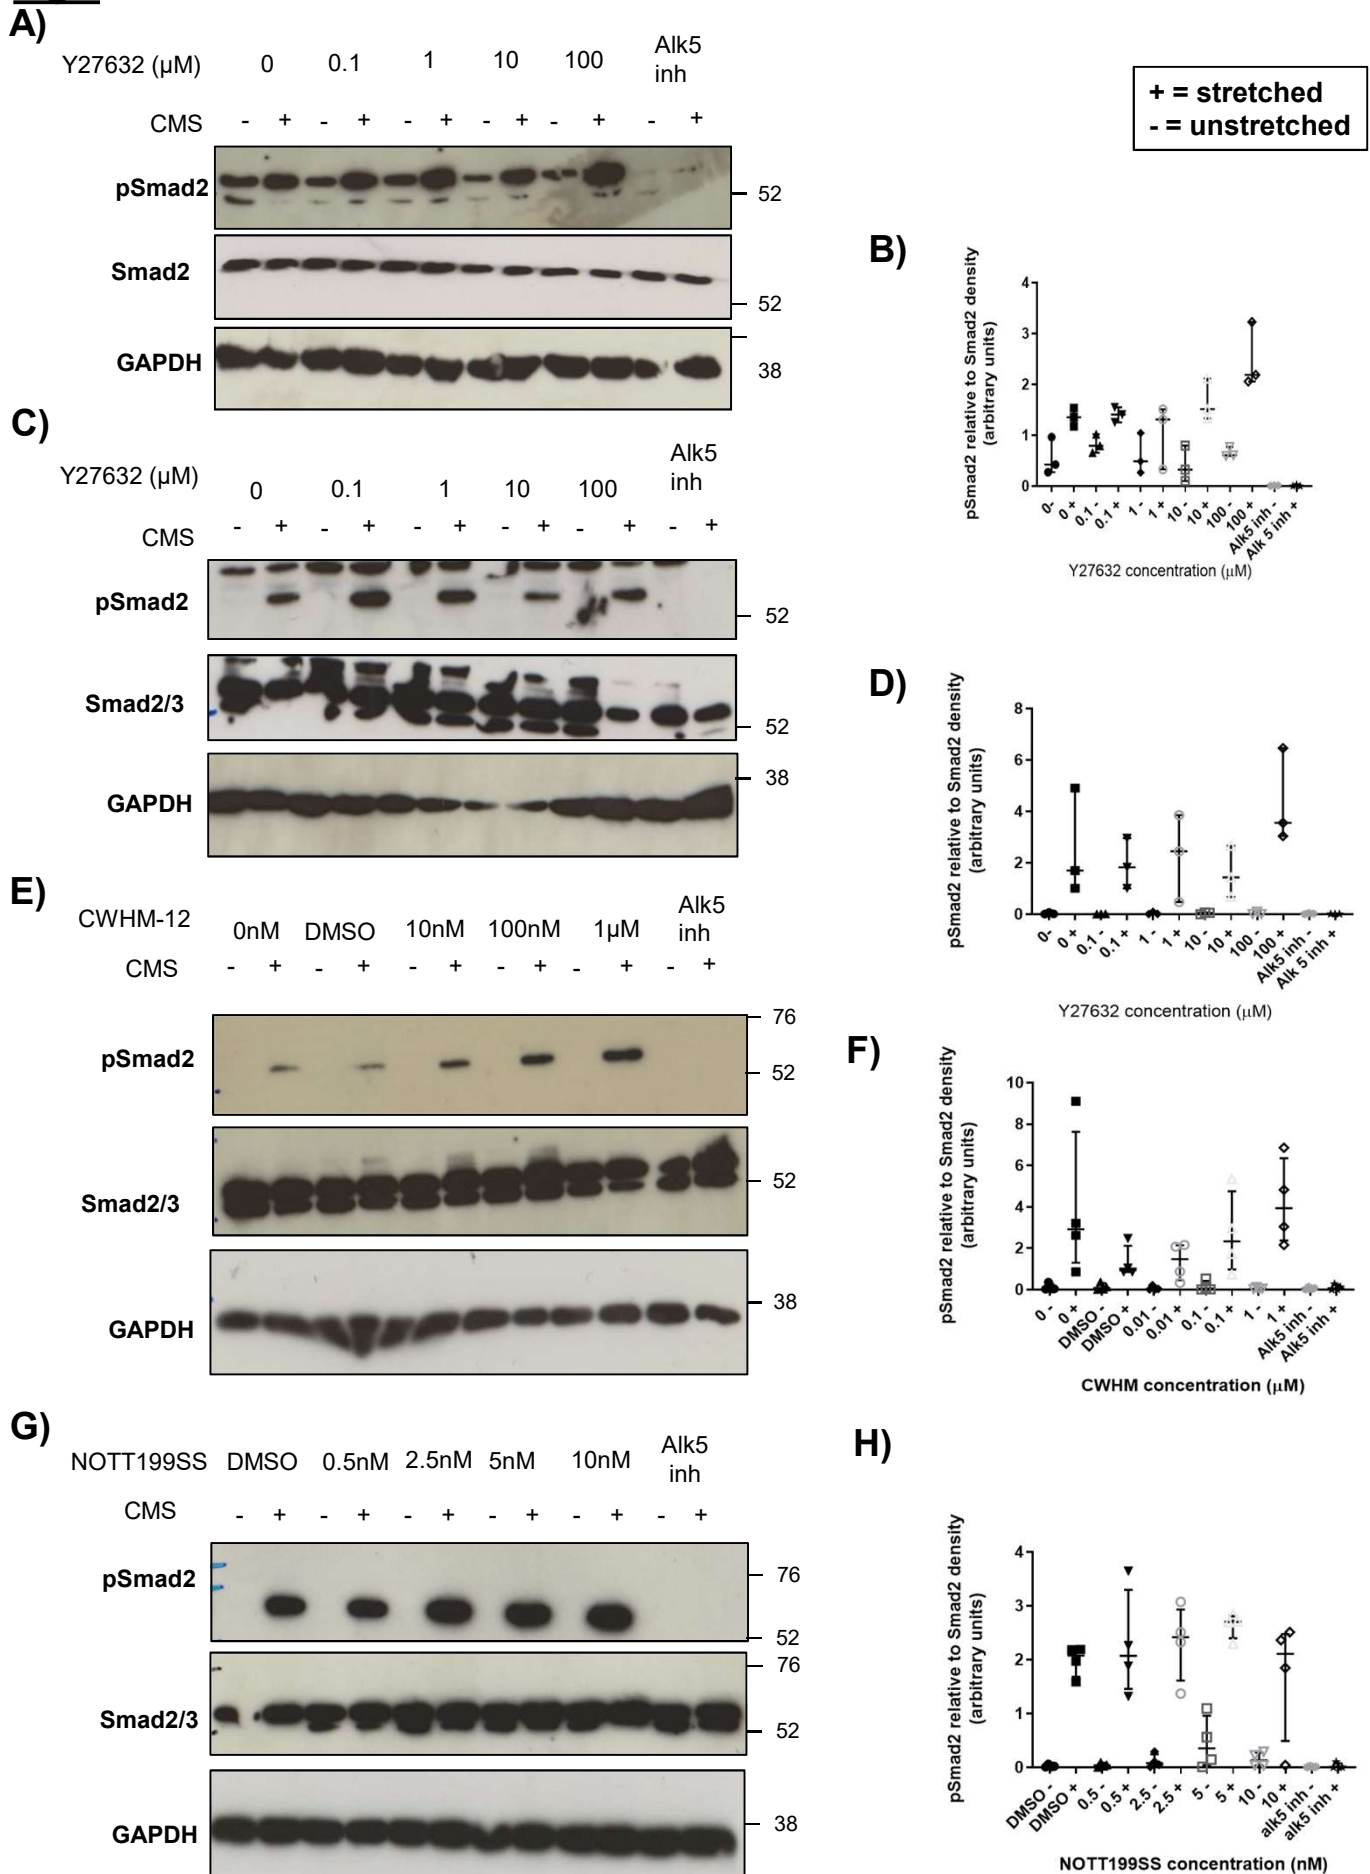 A)
Y27632 (µM) 0 0.1 1 10 100 Alk5 inh
CMS - + - + - + - + - + - +
pSmad2
52
Smad2
52
GAPDH
38
+ = stretched
- = unstretched
B)
pSmad2 relative to Smad2 density
(arbitrary units)
4
3
2
1
0
0- 0 + 0.1 - 0.1 + 1 - 1 + 10 - 10 + 100 - 100 + Alk5 inh - Alk 5 inh +
Y27632 concentration (µM)
C)
Y27632 (µM) 0 0.1 1 10 100 Alk5 inh
CMS - + - + - + - + - + - +
pSmad2
52
Smad2/3
52
GAPDH
38
D)
pSmad2 relative to Smad2 density
(arbitrary units)
8
6
4
2
0
0- 0 + 0.1 - 0.1 + 1 - 1 + 10 - 10 + 100 - 100 + Alk5 inh - Alk 5 inh +
Y27632 concentration (µM)
E)
CWHM-12 0nM DMSO 10nM 100nM 1µM Alk5 inh
CMS - + - + - + - + - + - +
pSmad2
76
52
Smad2/3
52
GAPDH
38
F)
pSmad2 relative to Smad2 density
(arbitrary units)
10
8
6
4
2
0
0 - 0 + DMSO - DMSO + 0.01 - 0.01 + 0.1 - 0.1 + 1 - 1 + Alk5 inh - Alk5 inh +
CWHM concentration (µM)
G)
NOTT199SS DMSO 0.5nM 2.5nM 5nM 10nM Alk5 inh
CMS - + - + - + - + - + - +
pSmad2
76
52
Smad2/3
76
52
GAPDH
38
H)
pSmad2 relative to Smad2 density
(arbitrary units)
4
3
2
1
0
DMSO - DMSO + 0.5 - 0.5 + 2.5 - 2.5 + 5 - 5 + 10 - 10 + alk5 inh - alk5 inh +
NOTT199SS concentration (nM)